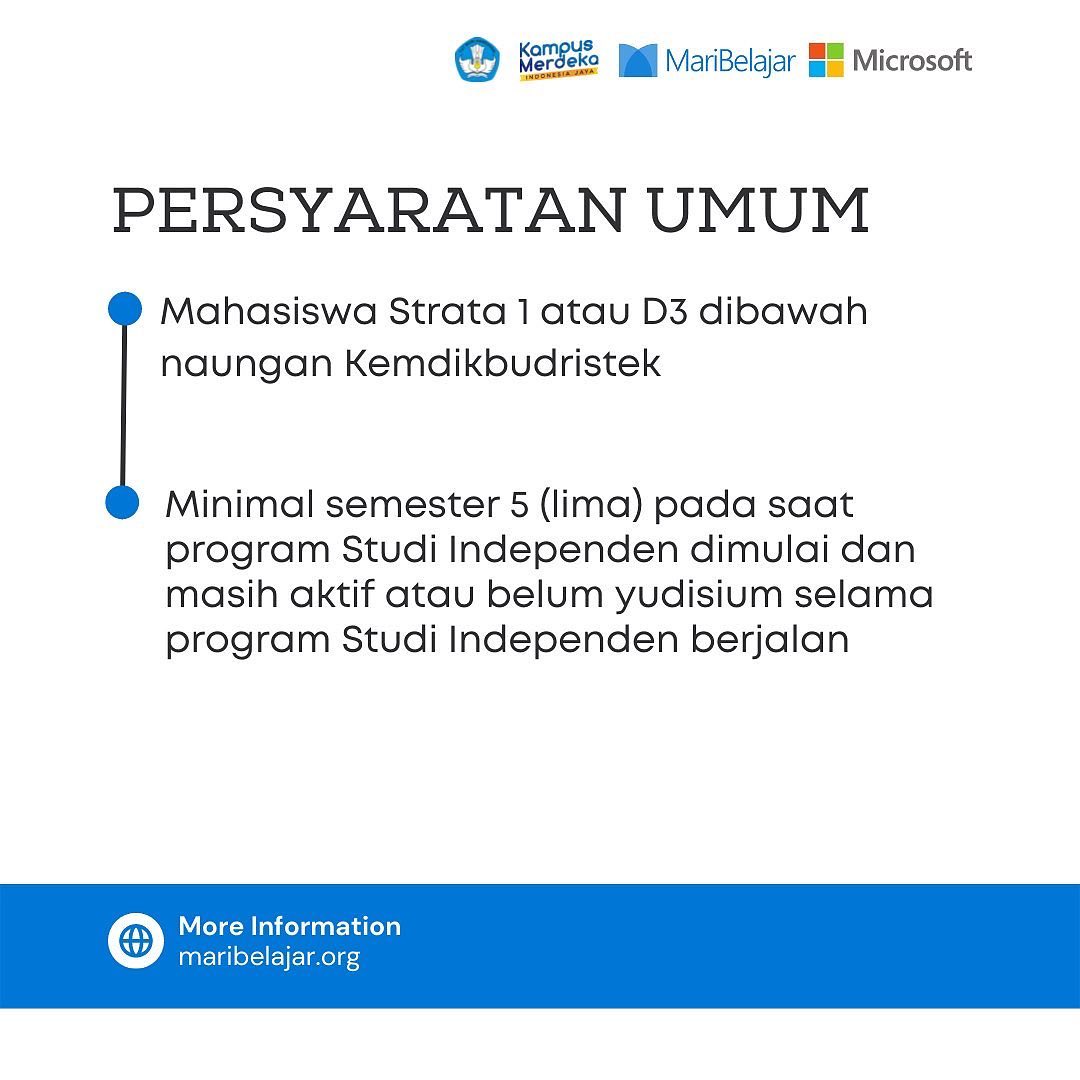 Kampus
Merdeka
INDONESIA JAYA
MariBelajar
Microsoft
PERSYARATAN UMUM
Mahasiswa Strata 1 atau D3 dibawah
naungan Kemdikbudristek
Minimal semester 5 (lima) pada saat
program Studi Independen dimulai dan
masih aktif atau belum yudisium selama
program Studi Independen berjalan
More Information
maribelajar.org